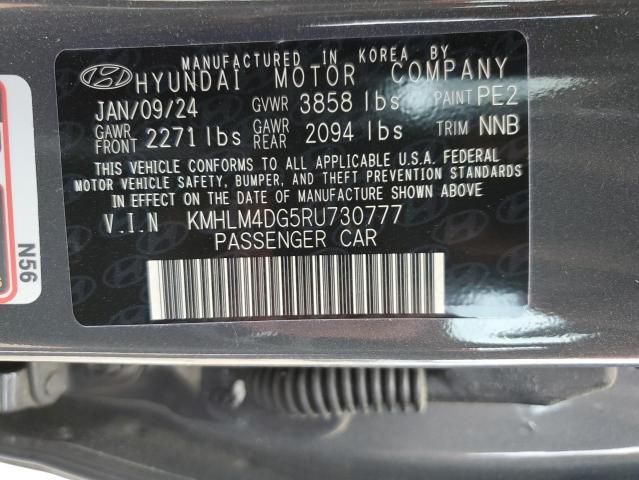 MANUFACTURED IN KOREA BY
HYUNDAI MOTOR COMPANY
JAN/09/24 GVWR 3858 lbs PAINT PE2
GAWR FRONT 2271 lbs GAWR REAR 2094 lbs TRIM NNB
THIS VEHICLE CONFORMS TO ALL APPLICABLE U.S.A. FEDERAL
MOTOR VEHICLE SAFETY, BUMPER, AND THEFT PREVENTION STANDARDS
IN EFFECT ON THE DATE OF MANUFACTURE SHOWN ABOVE.
V.I.N KMHLM4DG5RU730777
PASSENGER CAR
N56